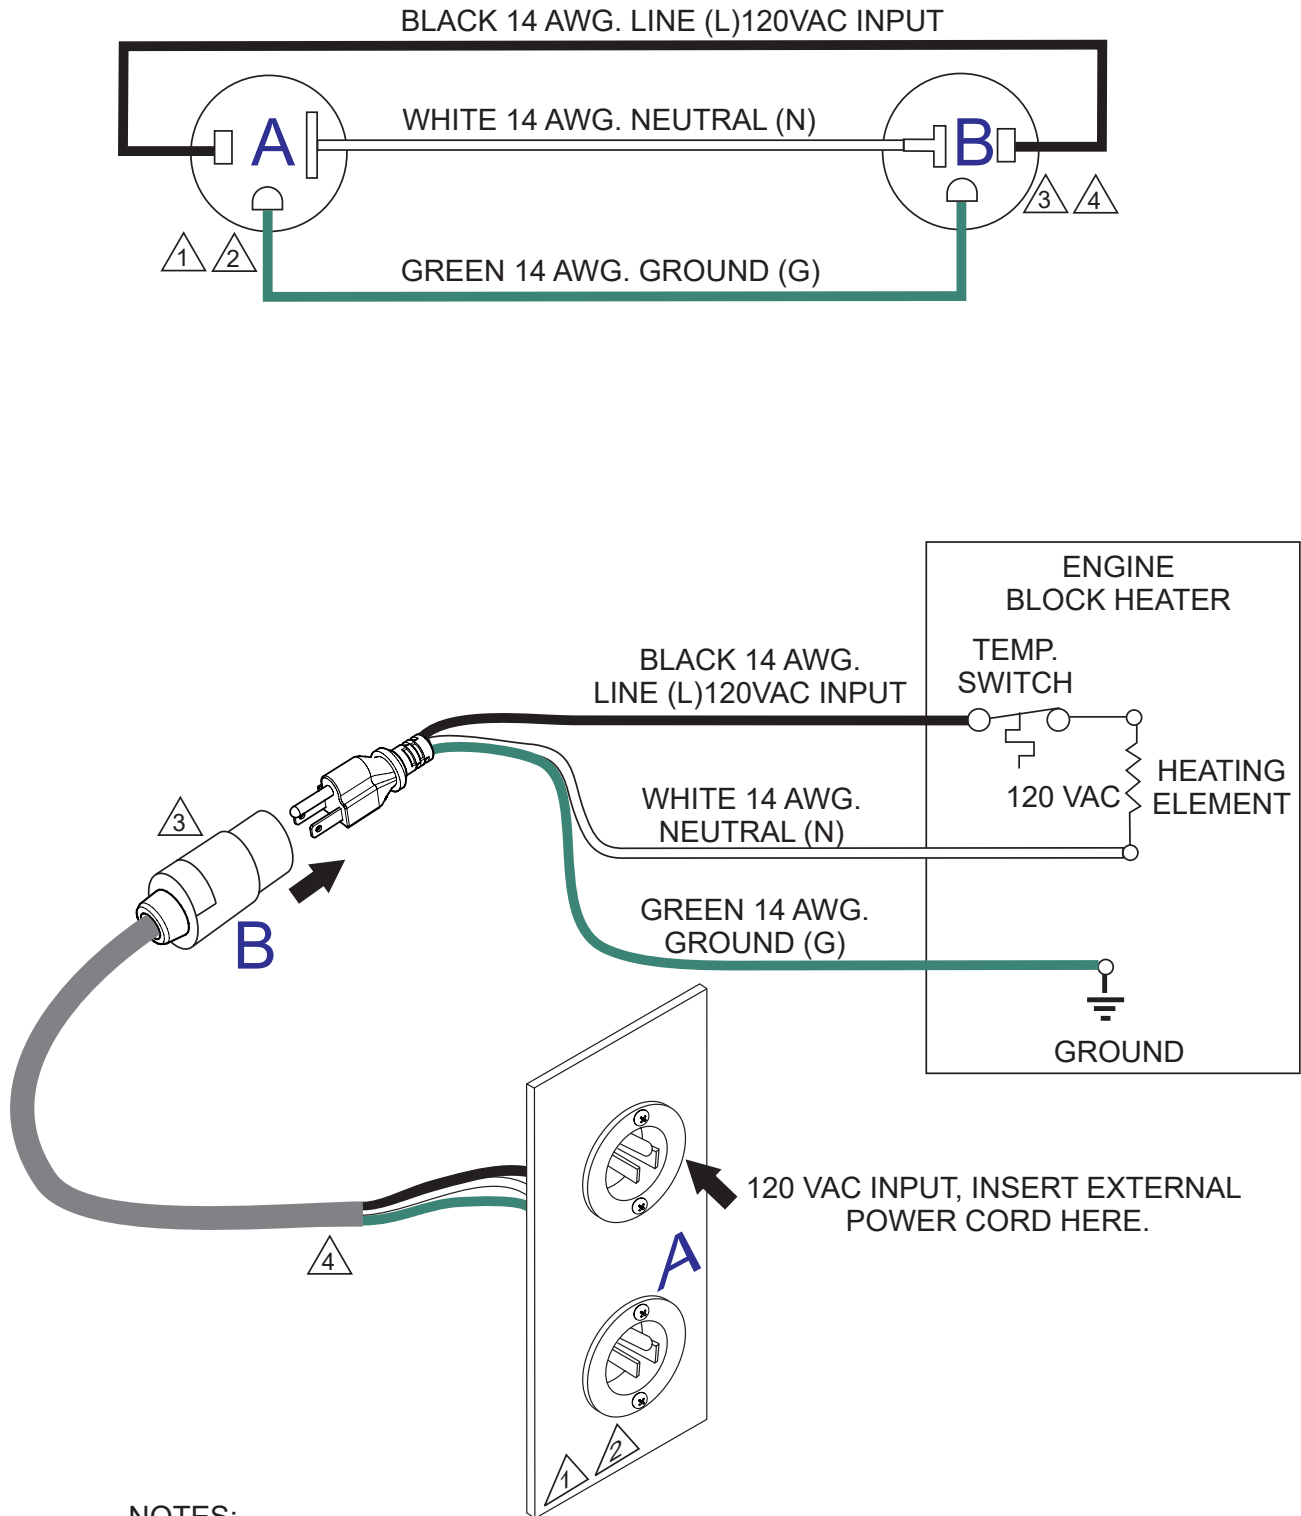 BLACK 14 AWG. LINE (L)120VAC INPUT
A
WHITE 14 AWG. NEUTRAL (N)
B
1
2
3
4
GREEN 14 AWG. GROUND (G)
ENGINE
BLOCK HEATER
BLACK 14 AWG.
LINE (L)120VAC INPUT
TEMP.
SWITCH
120 VAC
HEATING
ELEMENT
WHITE 14 AWG.
NEUTRAL (N)
3
B
GREEN 14 AWG.
GROUND (G)
GROUND
120 VAC INPUT, INSERT EXTERNAL
POWER CORD HERE.
A
4
1
2
NOTES: